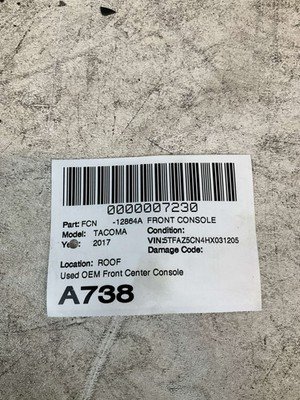 0000007230
Part: FCN -12864A FRONT CONSOLE
Model: TACOMA Condition:
Year: 2017 VIN:5TFAZ5CN4HX031205
Damage Code:
Location: ROOF
Used OEM Front Center Console
A738